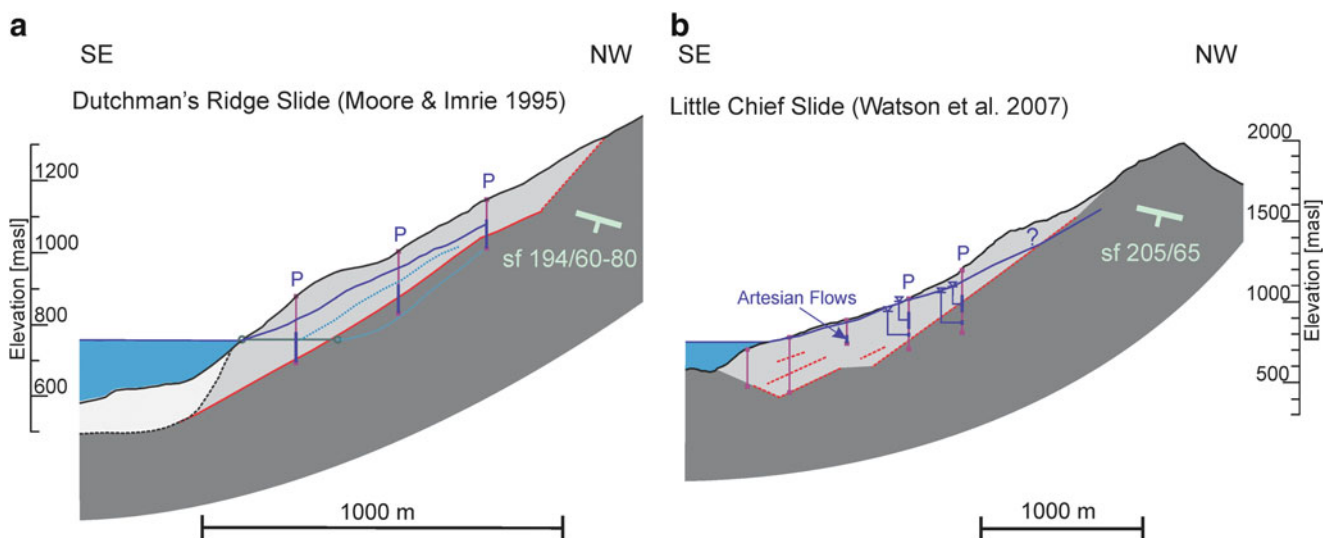 a
SE
NW
Dutchman's Ridge Slide (Moore & Imrie 1995)
Elevation [masl]
1200
1000
800
600
P
P
P
sf 194/60-80
1000 m
b
SE
NW
Little Chief Slide (Watson et al. 2007)
Artesian Flows
P
P
?
sf 205/65
2000
1500
1000
500
Elevation [masl]
1000 m